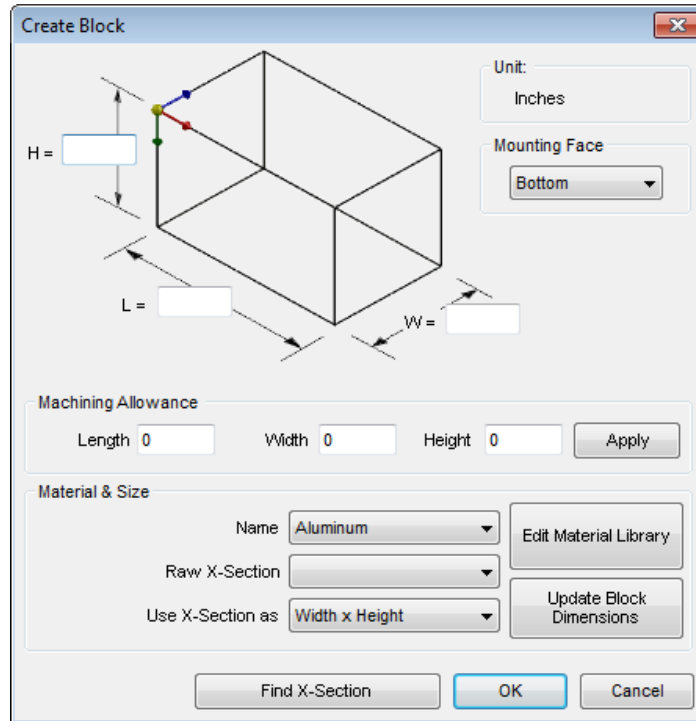 Create Block
Unit:
Inches
Mounting Face
Bottom
H =
L =
W =
Machining Allowance
Length 0 Width 0 Height 0 Apply
Material & Size
Name Aluminum Edit Material Library
Raw X-Section
Use X-Section as Width x Height Update Block
Dimensions
Find X-Section OK Cancel